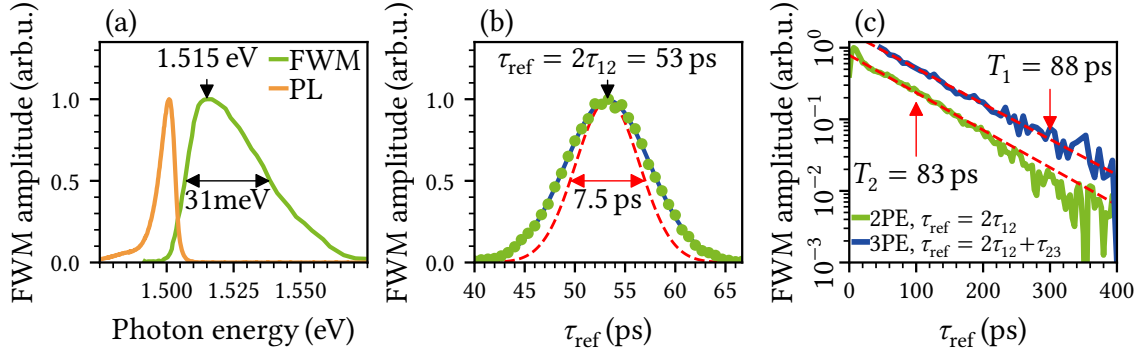 (a)
FWM amplitude (arb.u.)
1.515 eV
FWM
PL
31meV
1.0
0.5
0.0
1.500
1.525
1.550
Photon energy (eV)
(b)
FWM amplitude (arb.u.)
τref = 2τ12 = 53 ps
7.5 ps
1.0
0.5
0.0
40
45
50
55
60
65
τref (ps)
(c)
FWM amplitude (arb.u.)
T1 = 88 ps
T2 = 83 ps
2PE, τref = 2τ12
3PE, τref = 2τ12+τ23
10^0
10^-1
10^-2
10^-3
0
100
200
300
400
τref (ps)